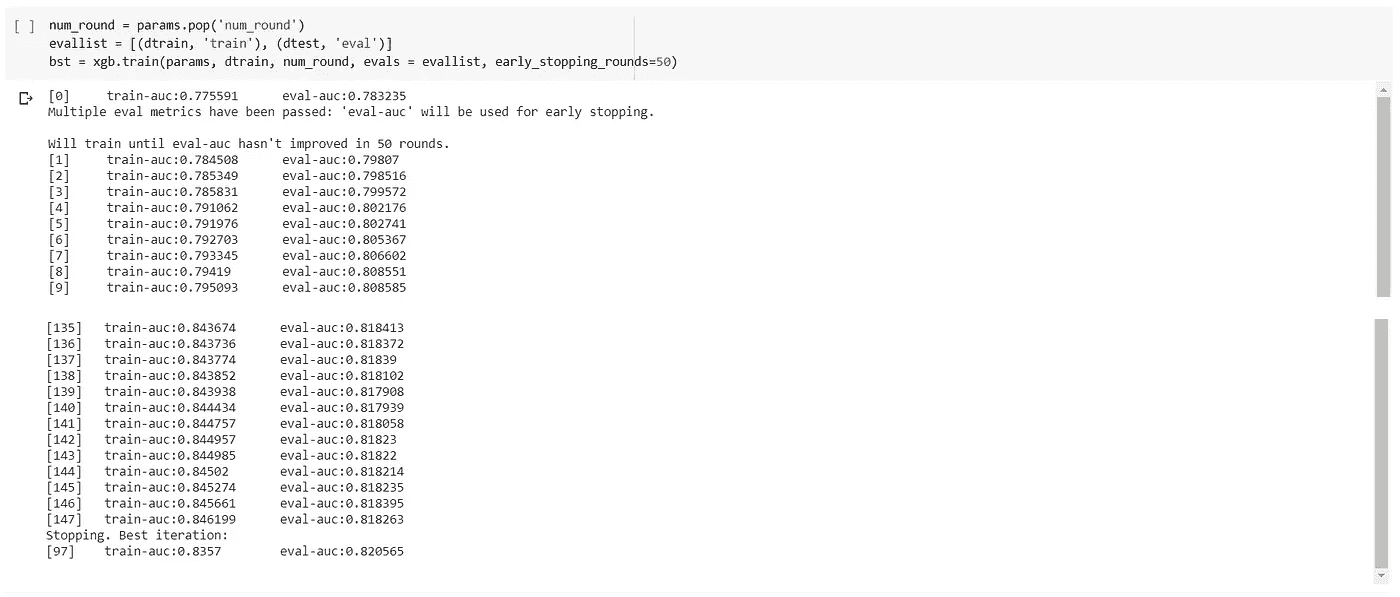 [ ] num_round = params.pop('num_round')
evallist = [(dtrain, 'train'), (dtest, 'eval')]
bst = xgb.train(params, dtrain, num_round, evals = evallist, early_stopping_rounds=50)
[0] train-auc:0.775591 eval-auc:0.783235
Multiple eval metrics have been passed: 'eval-auc' will be used for early stopping.
Will train until eval-auc hasn't improved in 50 rounds.
[1] train-auc:0.784508 eval-auc:0.79807
[2] train-auc:0.785349 eval-auc:0.798516
[3] train-auc:0.785831 eval-auc:0.799572
[4] train-auc:0.791062 eval-auc:0.802176
[5] train-auc:0.791976 eval-auc:0.802741
[6] train-auc:0.792703 eval-auc:0.805367
[7] train-auc:0.793345 eval-auc:0.806602
[8] train-auc:0.79419 eval-auc:0.808551
[9] train-auc:0.795093 eval-auc:0.808585
[135] train-auc:0.843674 eval-auc:0.818413
[136] train-auc:0.843736 eval-auc:0.818372
[137] train-auc:0.843774 eval-auc:0.81839
[138] train-auc:0.843852 eval-auc:0.818102
[139] train-auc:0.843938 eval-auc:0.817908
[140] train-auc:0.844434 eval-auc:0.817939
[141] train-auc:0.844757 eval-auc:0.818058
[142] train-auc:0.844957 eval-auc:0.81823
[143] train-auc:0.844985 eval-auc:0.81822
[144] train-auc:0.84502 eval-auc:0.818214
[145] train-auc:0.845274 eval-auc:0.818235
[146] train-auc:0.845661 eval-auc:0.818395
[147] train-auc:0.846199 eval-auc:0.818263
Stopping. Best iteration:
[97] train-auc:0.8357 eval-auc:0.820565